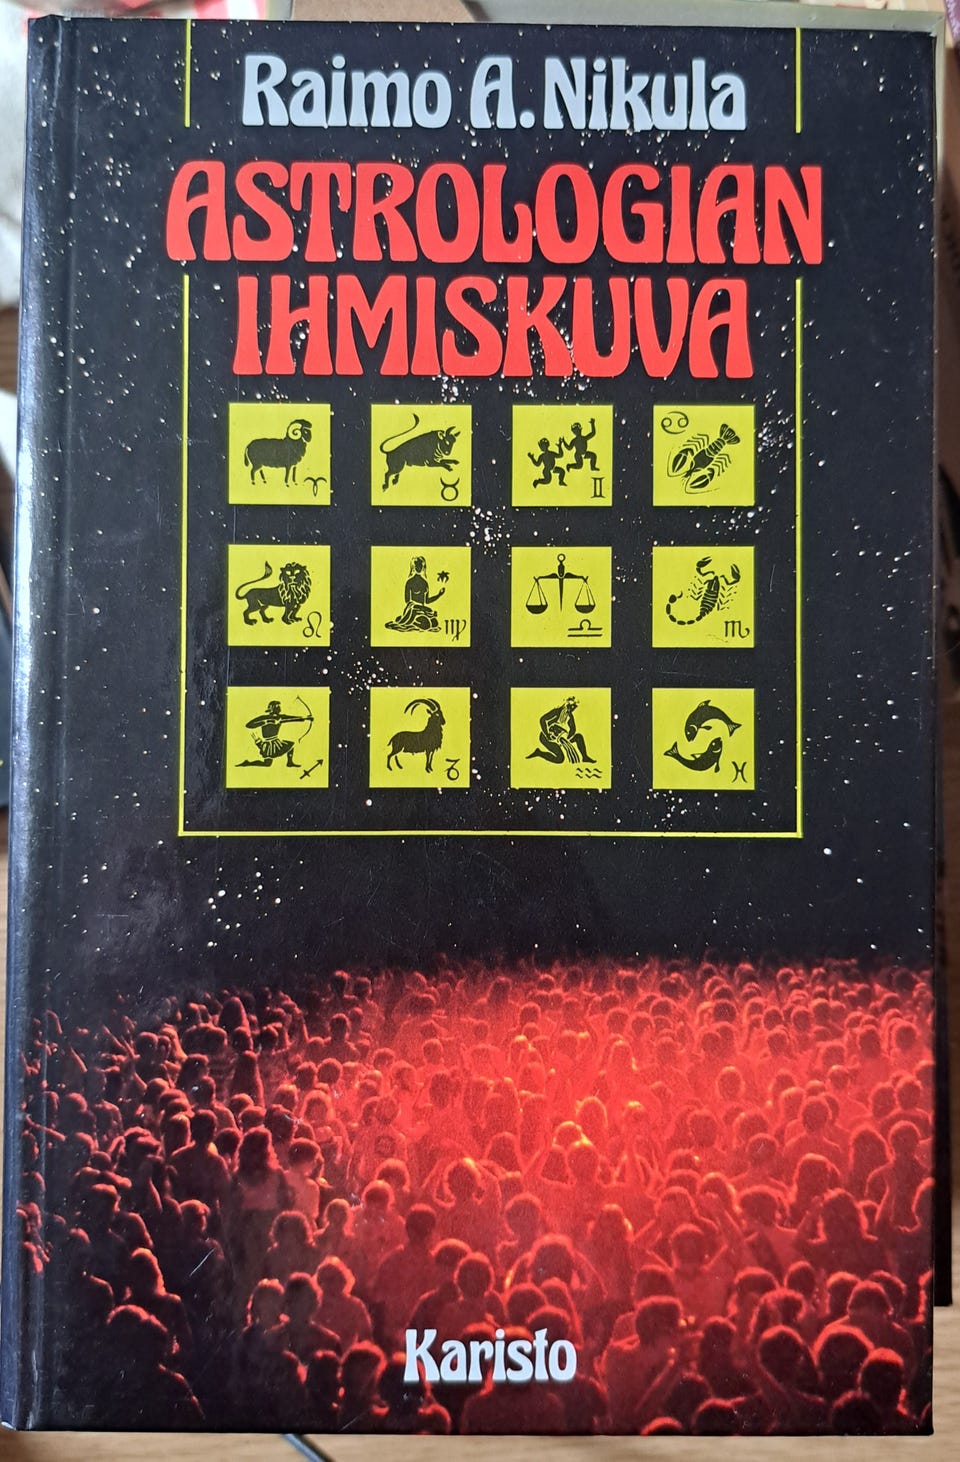 Raimo A. Nikula
ASTROLOGIAN
IHMISKUVA
♈ ♉ ♊ ♋
♌ ♍ ♎ ♏
♐ ♑ ♒ ♓
Karisto